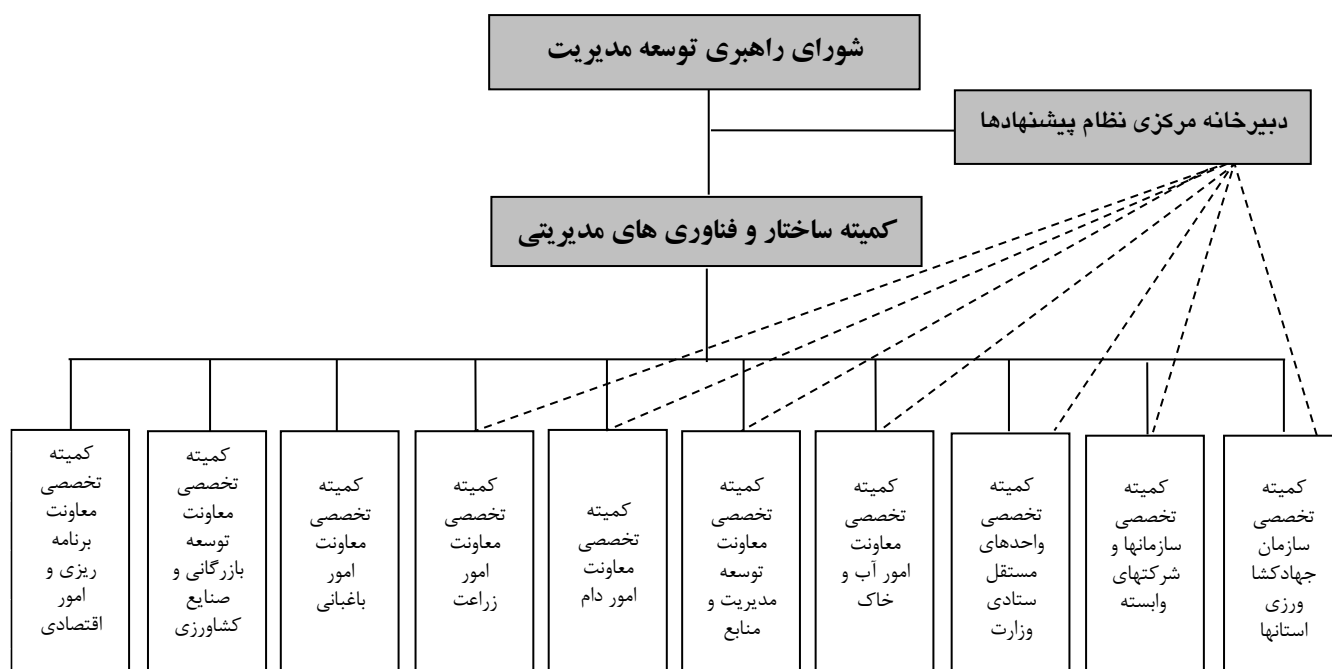 شورای راهبری توسعه مدیریت
دبیرخانه مرکزی نظام پیشنهادها
کمیته ساختار و فناوری های مدیریتی
کمیته
تخصصی
سازمان
جهادکشا
ورزی
استانها
کمیته
تخصصی
سازمانها و
شرکتهای
وابسته
کمیته
تخصصی
واحدهای
مستقل
ستادی
وزارت
کمیته
تخصصی
معاونت
امور آب و
خاک
کمیته
تخصصی
معاونت
توسعه
مدیریت و
منابع
کمیته
تخصصی
معاونت
امور دام
کمیته
تخصصی
معاونت
امور
زراعت
کمیته
تخصصی
معاونت
امور
باغبانی
کمیته
تخصصی
معاونت
توسعه
بازرگانی و
صنایع
کشاورزی
کمیته
تخصصی
معاونت
برنامه
ریزی و
امور
اقتصادی